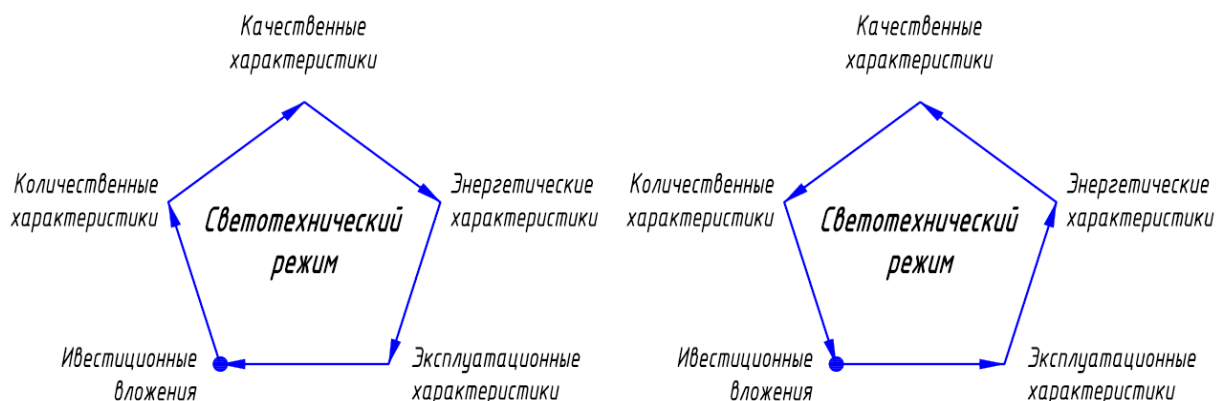 Качественные
характеристики
Количественные
характеристики
Энергетические
характеристики
Светотехнический
режим
Ивестиционные
вложения
Эксплуатационные
характеристики
Качественные
характеристики
Количественные
характеристики
Энергетические
характеристики
Светотехнический
режим
Ивестиционные
вложения
Эксплуатационные
характеристики